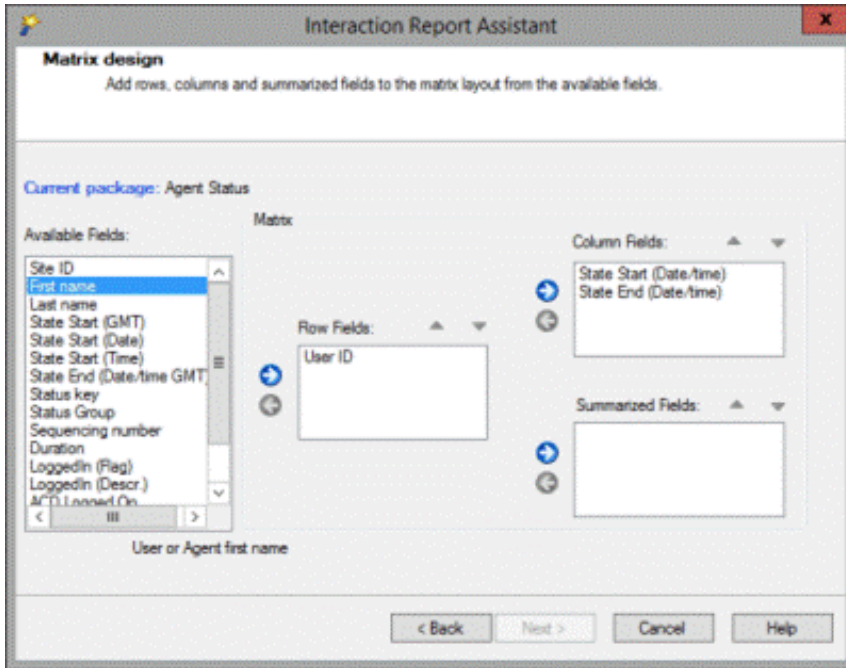 Interaction Report Assistant
x
Matrix design
Add rows, columns and summarized fields to the matrix layout from the available fields.
Current package: Agent Status
Available Fields:
Site ID
First name
Last name
State Start (GMT)
State Start (Date)
State Start (Time)
State End (Date/time GMT)
Status key
Status Group
Sequencing number
Duration
LoggedIn (Flag)
LoggedIn (Descr.)
ACD Logged On
Matrix
Row Fields:
User ID
Column Fields:
State Start (Date/time)
State End (Date/time)
Summarized Fields:
User or Agent first name
< Back
Next >
Cancel
Help